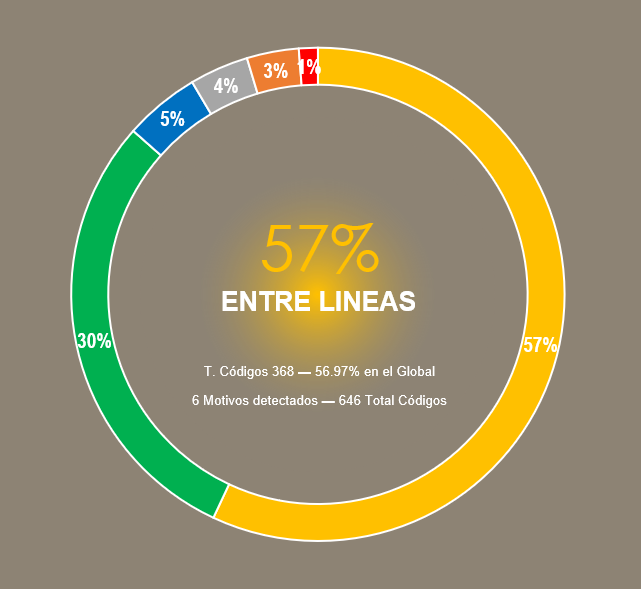 1%
3%
4%
5%
57%
ENTRE LINEAS
30%
57%
T. Códigos 368 — 56.97% en el Global
6 Motivos detectados — 646 Total Códigos